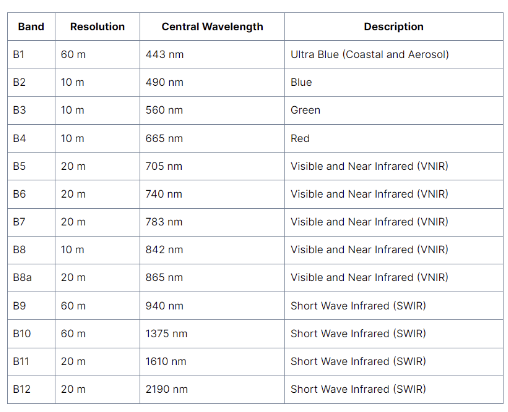 Band Resolution Central Wavelength Description
B1 60 m 443 nm Ultra Blue (Coastal and Aerosol)
B2 10 m 490 nm Blue
B3 10 m 560 nm Green
B4 10 m 665 nm Red
B5 20 m 705 nm Visible and Near Infrared (VNIR)
B6 20 m 740 nm Visible and Near Infrared (VNIR)
B7 20 m 783 nm Visible and Near Infrared (VNIR)
B8 10 m 842 nm Visible and Near Infrared (VNIR)
B8a 20 m 865 nm Visible and Near Infrared (VNIR)
B9 60 m 940 nm Short Wave Infrared (SWIR)
B10 60 m 1375 nm Short Wave Infrared (SWIR)
B11 20 m 1610 nm Short Wave Infrared (SWIR)
B12 20 m 2190 nm Short Wave Infrared (SWIR)